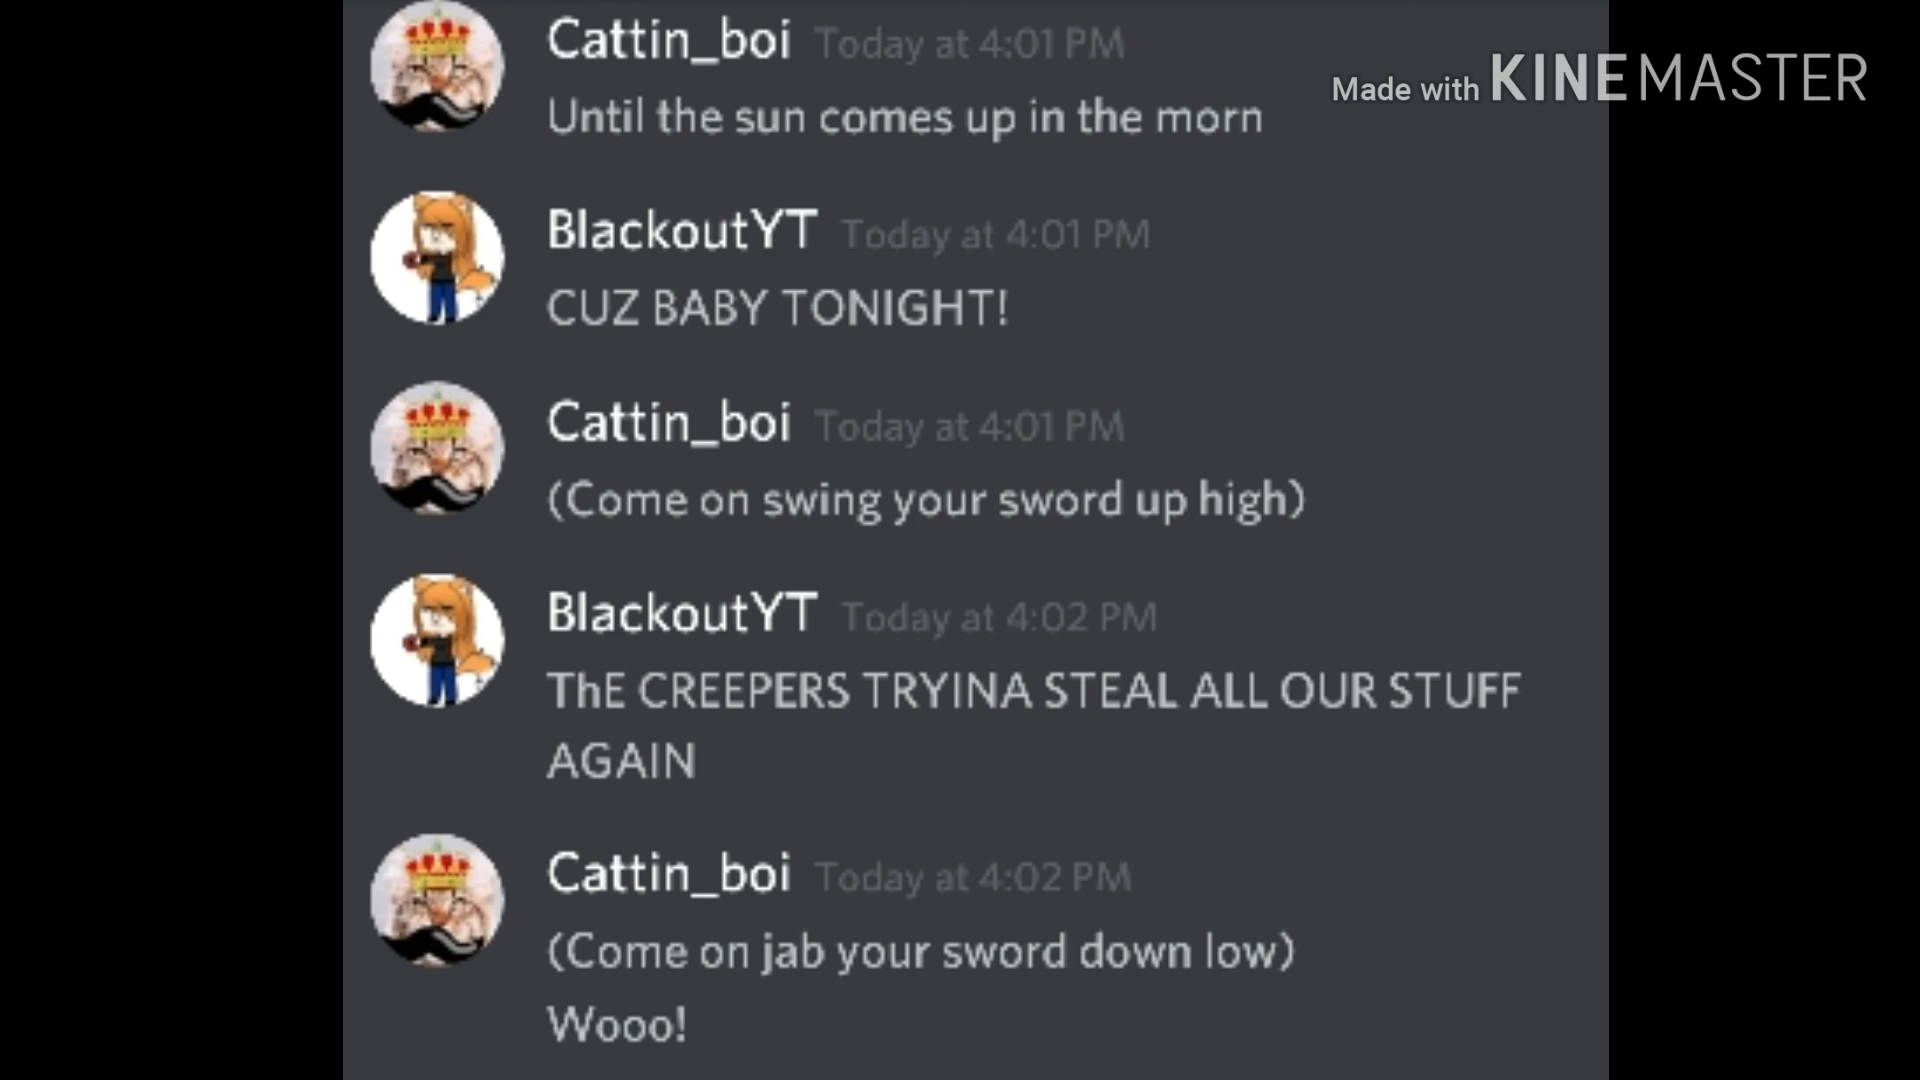 Cattin_boi Today at 4:01 PM
Made with KINEMASTER
Until the sun comes up in the morn
BlackoutYT Today at 4:01 PM
CUZ BABY TONIGHT!
Cattin_boi Today at 4:01 PM
(Come on swing your sword up high)
BlackoutYT Today at 4:02 PM
ThE CREEPERS TRYINA STEAL ALL OUR STUFF
AGAIN
Cattin_boi Today at 4:02 PM
(Come on jab your sword down low)
Wooo!